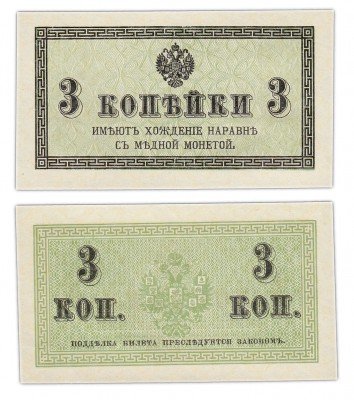 3 КОПѢЙКИ 3
ИМѢЮТЪ ХОЖДЕНІЕ НАРАВНѢ
СЪ МѢДНОЙ МОНЕТОЙ.
3 3
КОП. КОП.
ПОДДѢЛКА БИЛЕТА ПРЕСЛѢДУЕТСЯ ЗАКОНОМЪ.